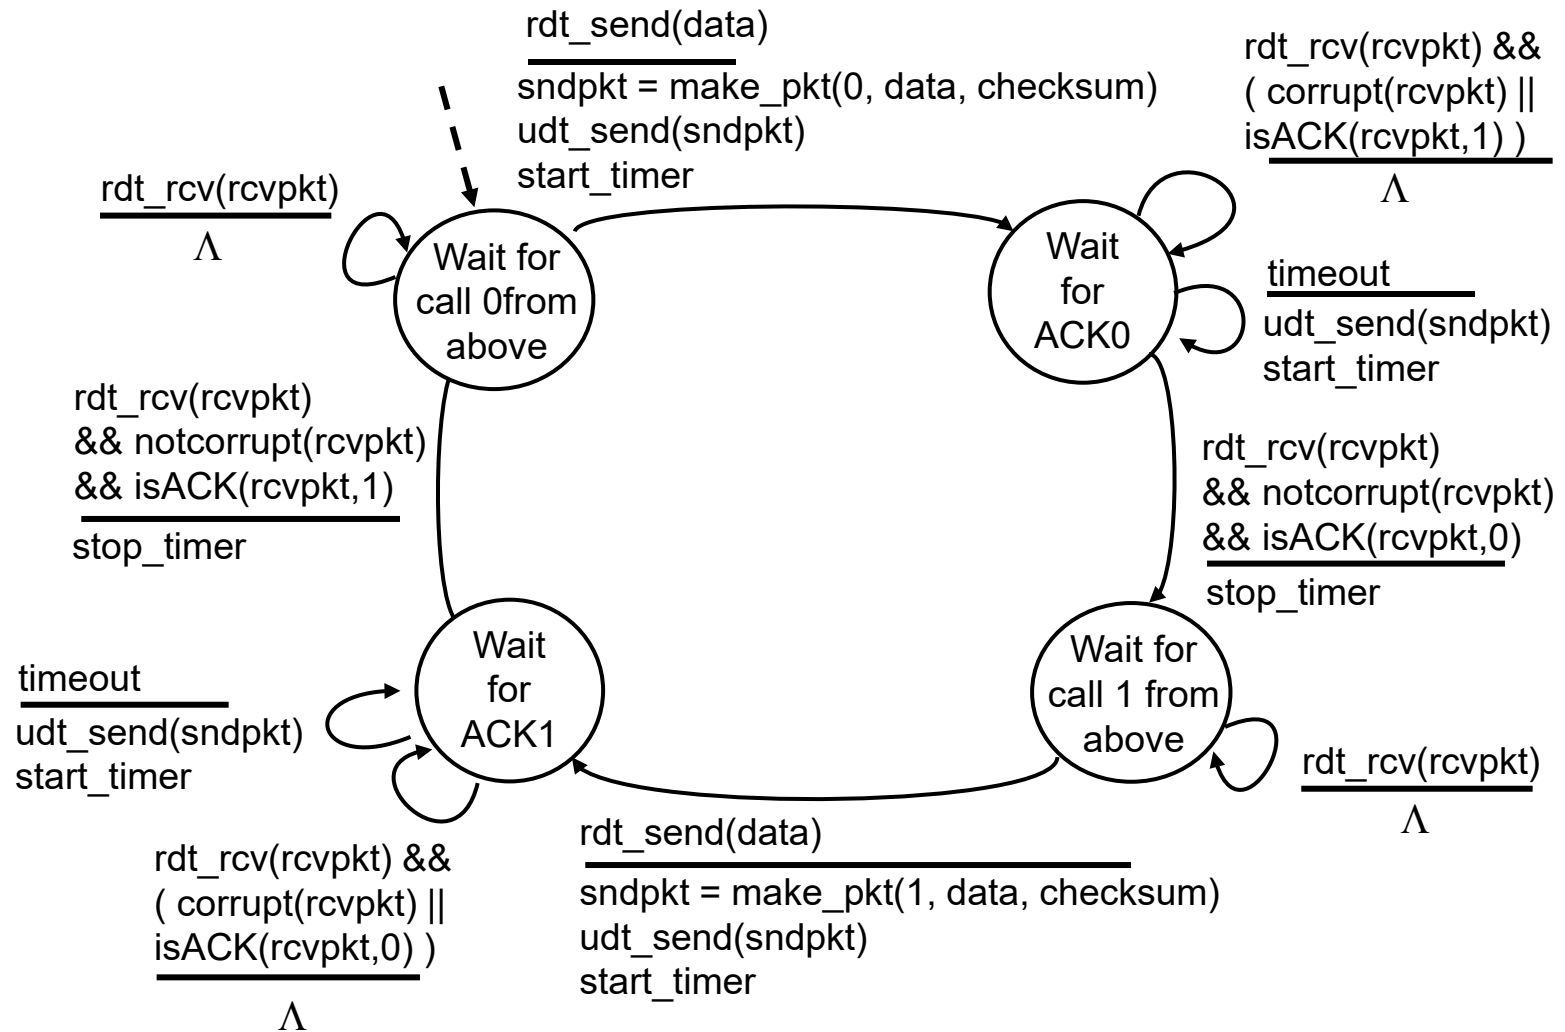 rdt_send(data)
sndpkt = make_pkt(0, data, checksum)
udt_send(sndpkt)
start_timer
rdt_rcv(rcvpkt) &&
( corrupt(rcvpkt) ||
isACK(rcvpkt,1) )
Λ
rdt_rcv(rcvpkt)
Λ
Wait for
call 0from
above
Wait
for
ACK0
timeout
udt_send(sndpkt)
start_timer
rdt_rcv(rcvpkt)
&& notcorrupt(rcvpkt)
&& isACK(rcvpkt,1)
stop_timer
rdt_rcv(rcvpkt)
&& notcorrupt(rcvpkt)
&& isACK(rcvpkt,0)
stop_timer
timeout
udt_send(sndpkt)
start_timer
Wait
for
ACK1
Wait for
call 1 from
above
rdt_rcv(rcvpkt)
Λ
rdt_rcv(rcvpkt) &&
( corrupt(rcvpkt) ||
isACK(rcvpkt,0) )
Λ
rdt_send(data)
sndpkt = make_pkt(1, data, checksum)
udt_send(sndpkt)
start_timer